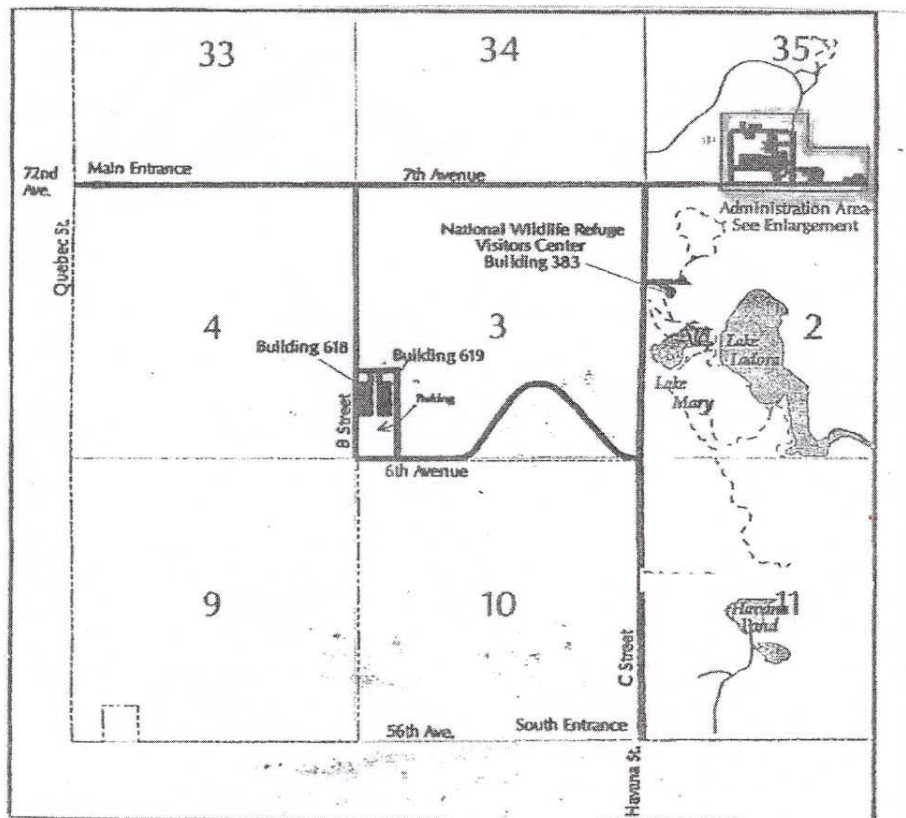 33
34
35
72nd
Ave.
Main Entrance
7th Avenue
Quebec St.
Administration Area
See Enlargement
National Wildlife Refuge
Visitors Center
Building 383
4
3
2
Building 618
Building 619
Parking
B Street
6th Avenue
Lake
Ladora
Lake
Mary
9
10
11
Havana
Pond
C Street
56th Ave.
South Entrance
Havana St.